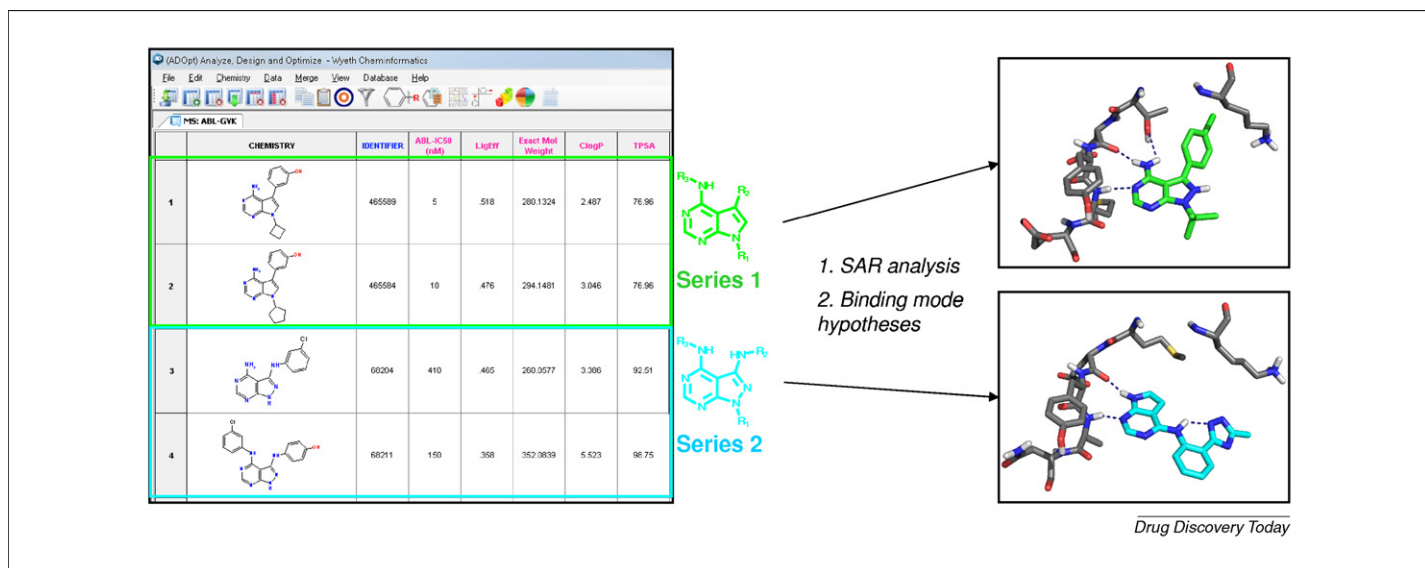 (ADOpt) Analyze, Design and Optimize - Wyeth Cheminformatics
File Edit Chemistry Data Merge View Database Help
MS: ABL-GVK
CHEMISTRY IDENTIFIER ABL-IC50 (nM) LigEff Exact Mol Weight ClogP TPSA
1 465589 5 .518 280.1324 2.487 76.96
2 465584 10 .476 294.1481 3.046 76.96
3 60204 410 .465 260.0577 3.386 92.51
4 68211 150 .358 352.0839 5.523 98.75
Series 1
Series 2
1. SAR analysis
2. Binding mode
hypotheses
Drug Discovery Today